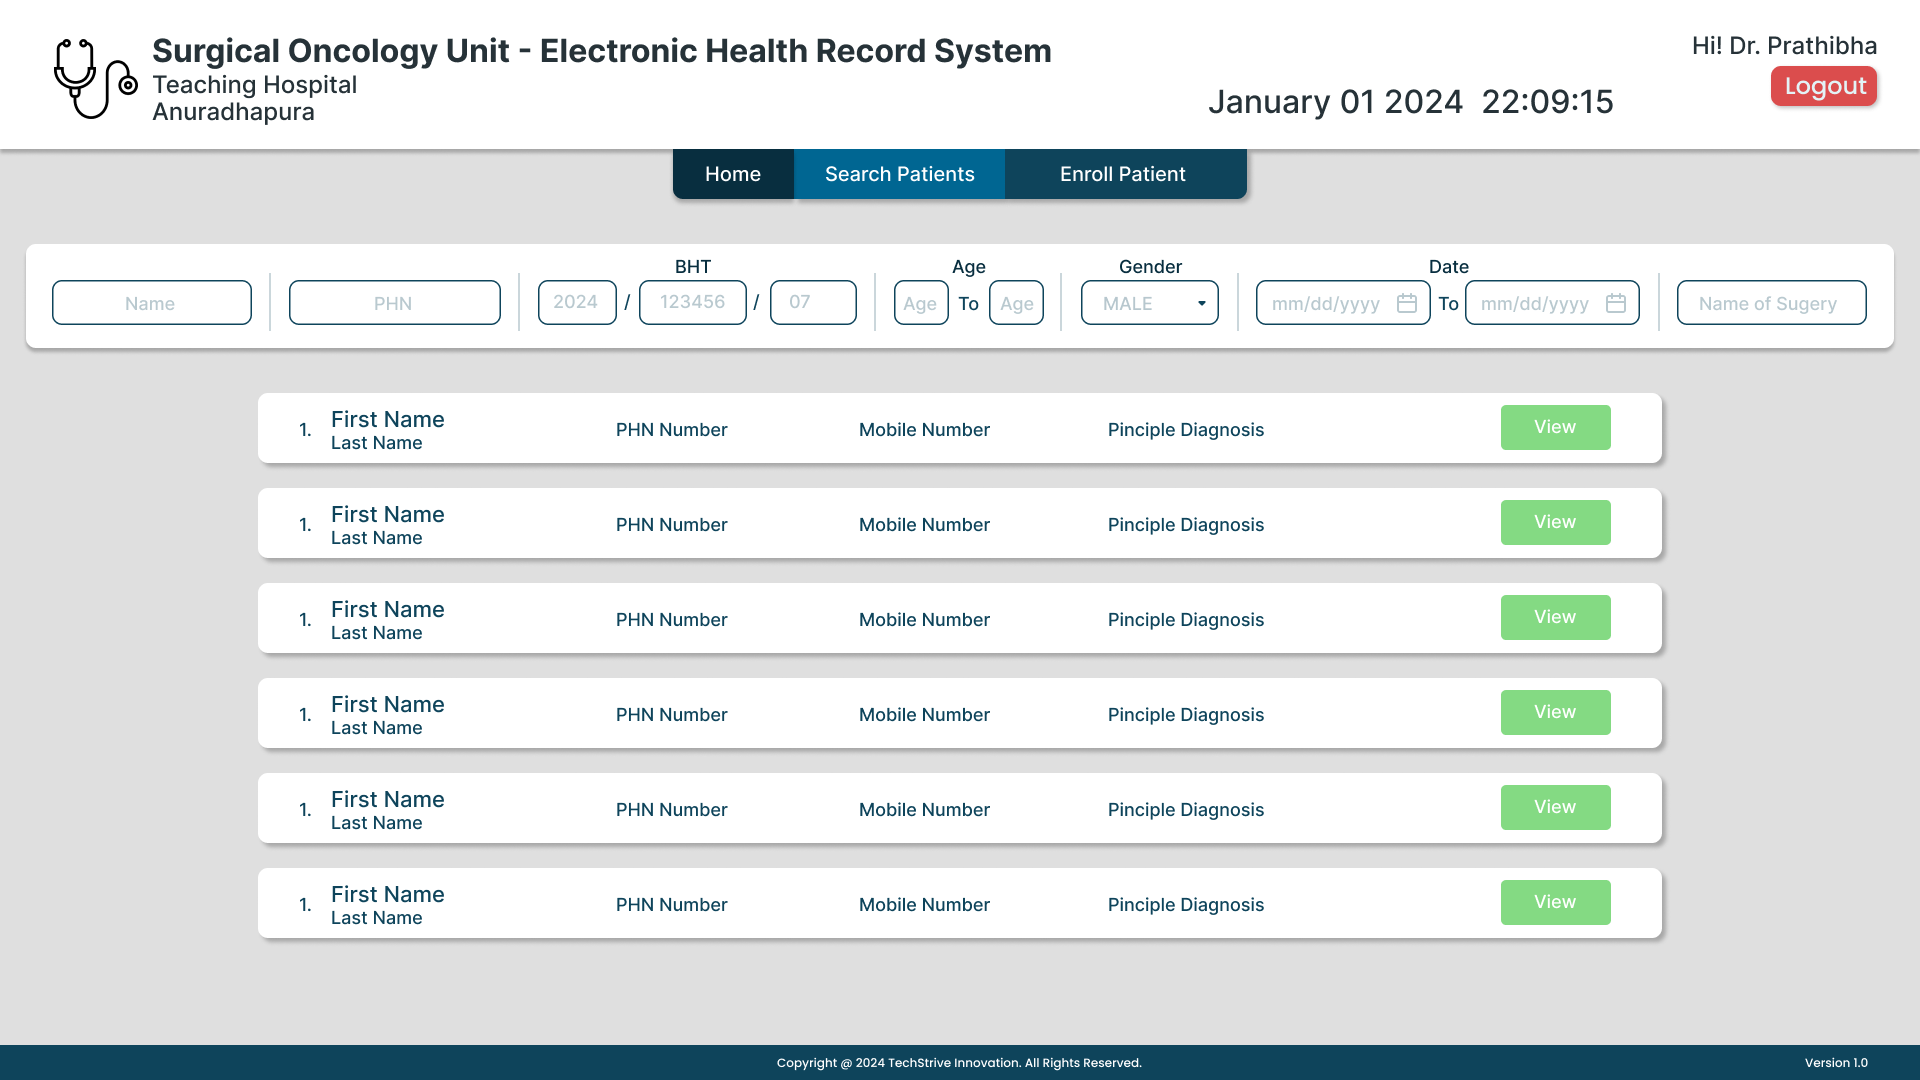 Surgical Oncology Unit - Electronic Health Record System
Teaching Hospital
Anuradhapura
January 01 2024 22:09:15
Hi! Dr. Prathibha
Logout
Home Search Patients Enroll Patient
BHT Age Gender Date
Name PHN 2024 / 123456 / 07 Age To Age MALE mm/dd/yyyy To mm/dd/yyyy Name of Sugery
1. First Name
Last Name
PHN Number Mobile Number Pinciple Diagnosis View
1. First Name
Last Name
PHN Number Mobile Number Pinciple Diagnosis View
1. First Name
Last Name
PHN Number Mobile Number Pinciple Diagnosis View
1. First Name
Last Name
PHN Number Mobile Number Pinciple Diagnosis View
1. First Name
Last Name
PHN Number Mobile Number Pinciple Diagnosis View
1. First Name
Last Name
PHN Number Mobile Number Pinciple Diagnosis View
Copyright @ 2024 TechStrive Innovation. All Rights Reserved. Version 1.0